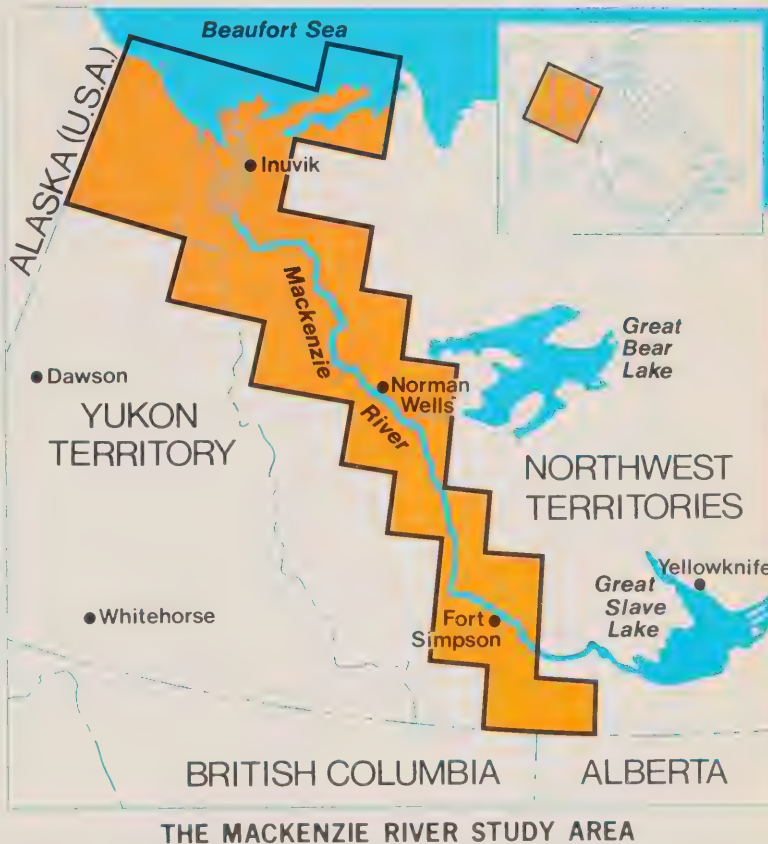 Beaufort Sea
ALASKA (U.S.A.)
Inuvik
Mackenzie
River
Great
Bear
Lake
Dawson
Norman
Wells
YUKON
TERRITORY
NORTHWEST
TERRITORIES
Yellowknife
Great
Slave
Lake
Whitehorse
Fort
Simpson
BRITISH COLUMBIA
ALBERTA
THE MACKENZIE RIVER STUDY AREA